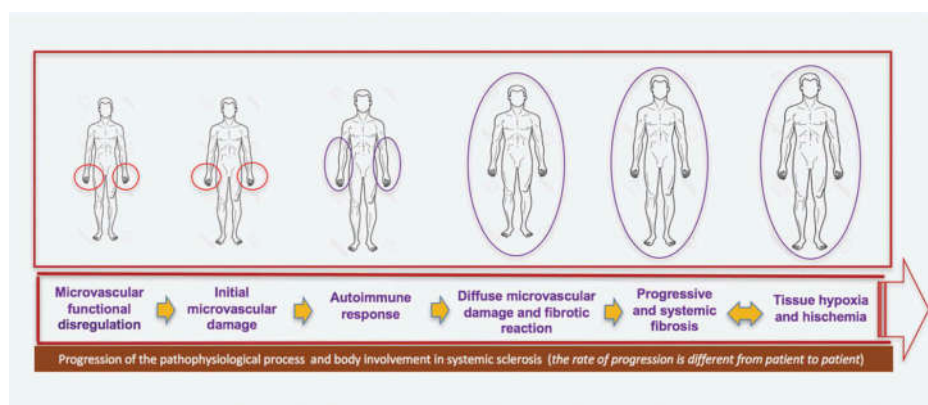 Microvascular
functional
disregulation
Initial
microvascular
damage
Autoimmune
response
Diffuse microvascular
damage and fibrotic
reaction
Progressive
and systemic
fibrosis
Tissue hypoxia
and hischemia
Progression of the pathophysiological process and body involvement in systemic sclerosis (the rate of progression is different from patient to patient)